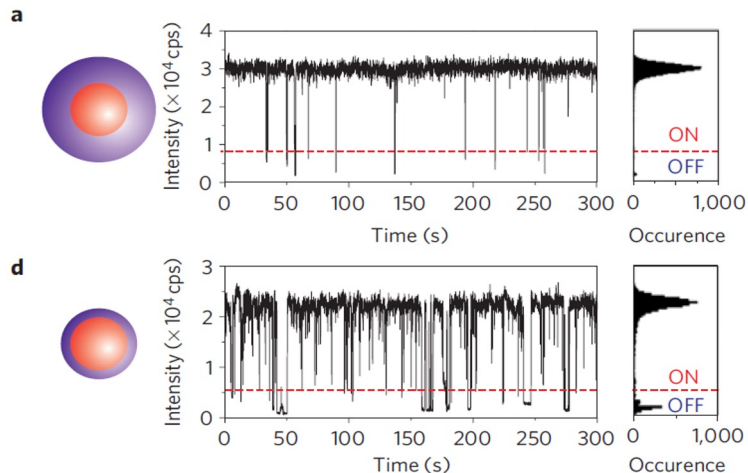 a
Intensity (×10⁴ cps)
4
3
2
1
0
0 50 100 150 200 250 300
Time (s)
ON
OFF
0 1,000
Occurence
d
Intensity (×10⁴ cps)
3
2
1
0
0 50 100 150 200 250 300
Time (s)
ON
OFF
0 1,000
Occurence